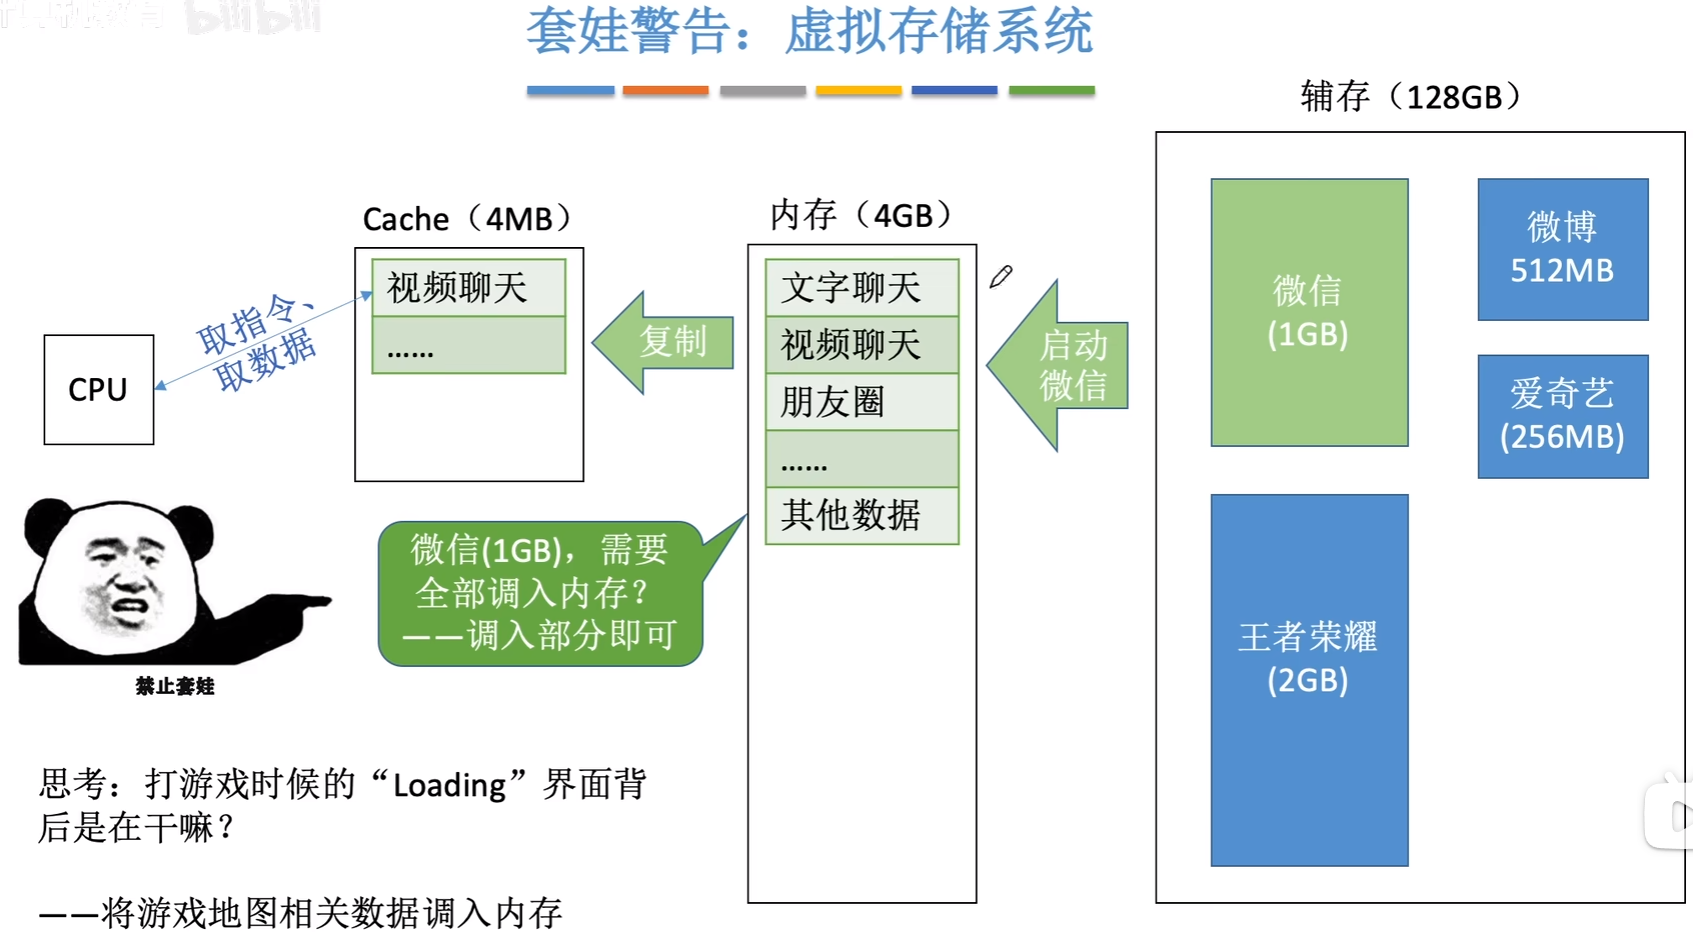 bilibili
套娃警告：虚拟存储系统
辅存（128GB）
Cache（4MB）
内存（4GB）
视频聊天
……
取指令、
取数据
CPU
复制
文字聊天
视频聊天
朋友圈
……
其他数据
启动
微信
微信
(1GB)
微博
512MB
爱奇艺
(256MB)
王者荣耀
(2GB)
微信(1GB)，需要
全部调入内存？
——调入部分即可
禁止套娃
思考：打游戏时候的“Loading”界面背
后是在干嘛？
——将游戏地图相关数据调入内存